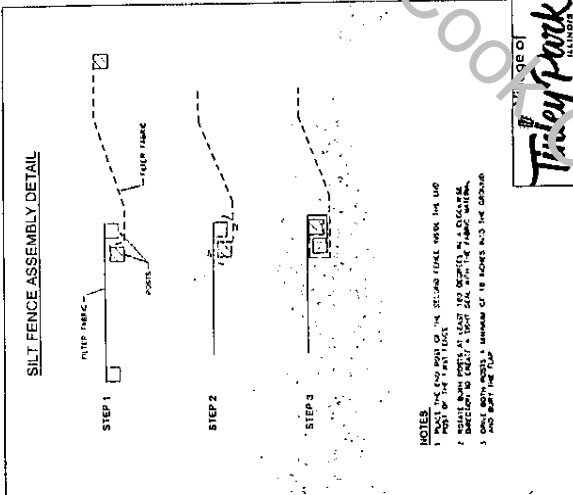 SILT FENCE ASSEMBLY DETAIL
FILTER FABRIC
FILTER FABRIC
POSTS
STEP 1
STEP 2
STEP 3
NOTES
1 PLACE THE END POST OF THE SECOND FENCE INSIDE THE END
POST OF THE FIRST FENCE
2 ROTATE BOTH POSTS AT LEAST 180 DEGREES IN A CLOCKWISE
DIRECTION TO CREATE A TIGHT SEAL WITH THE FABRIC MATERIAL
3 DRIVE BOTH POSTS A MINIMUM OF 18 INCHES INTO THE GROUND
AND BURY THE FLAP
ge of
Tinley Park
ILLINOIS
Cook